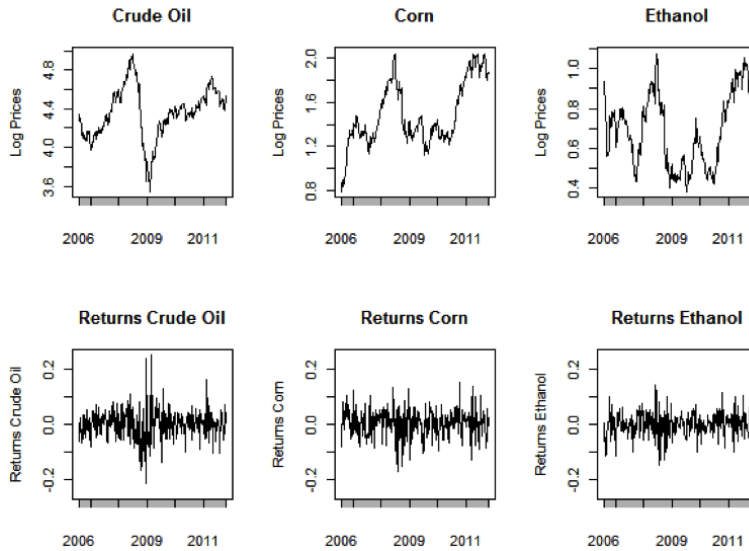 Crude Oil
Log Prices
4.8
4.4
4.0
3.6
2006 2009 2011
Corn
Log Prices
2.0
1.6
1.2
0.8
2006 2009 2011
Ethanol
Log Prices
1.0
0.8
0.6
0.4
2006 2009 2011
Returns Crude Oil
Returns Crude Oil
0.2
0.0
-0.2
2006 2009 2011
Returns Corn
Returns Corn
0.2
0.0
-0.2
2006 2009 2011
Returns Ethanol
Returns Ethanol
0.2
0.0
-0.2
2006 2009 2011